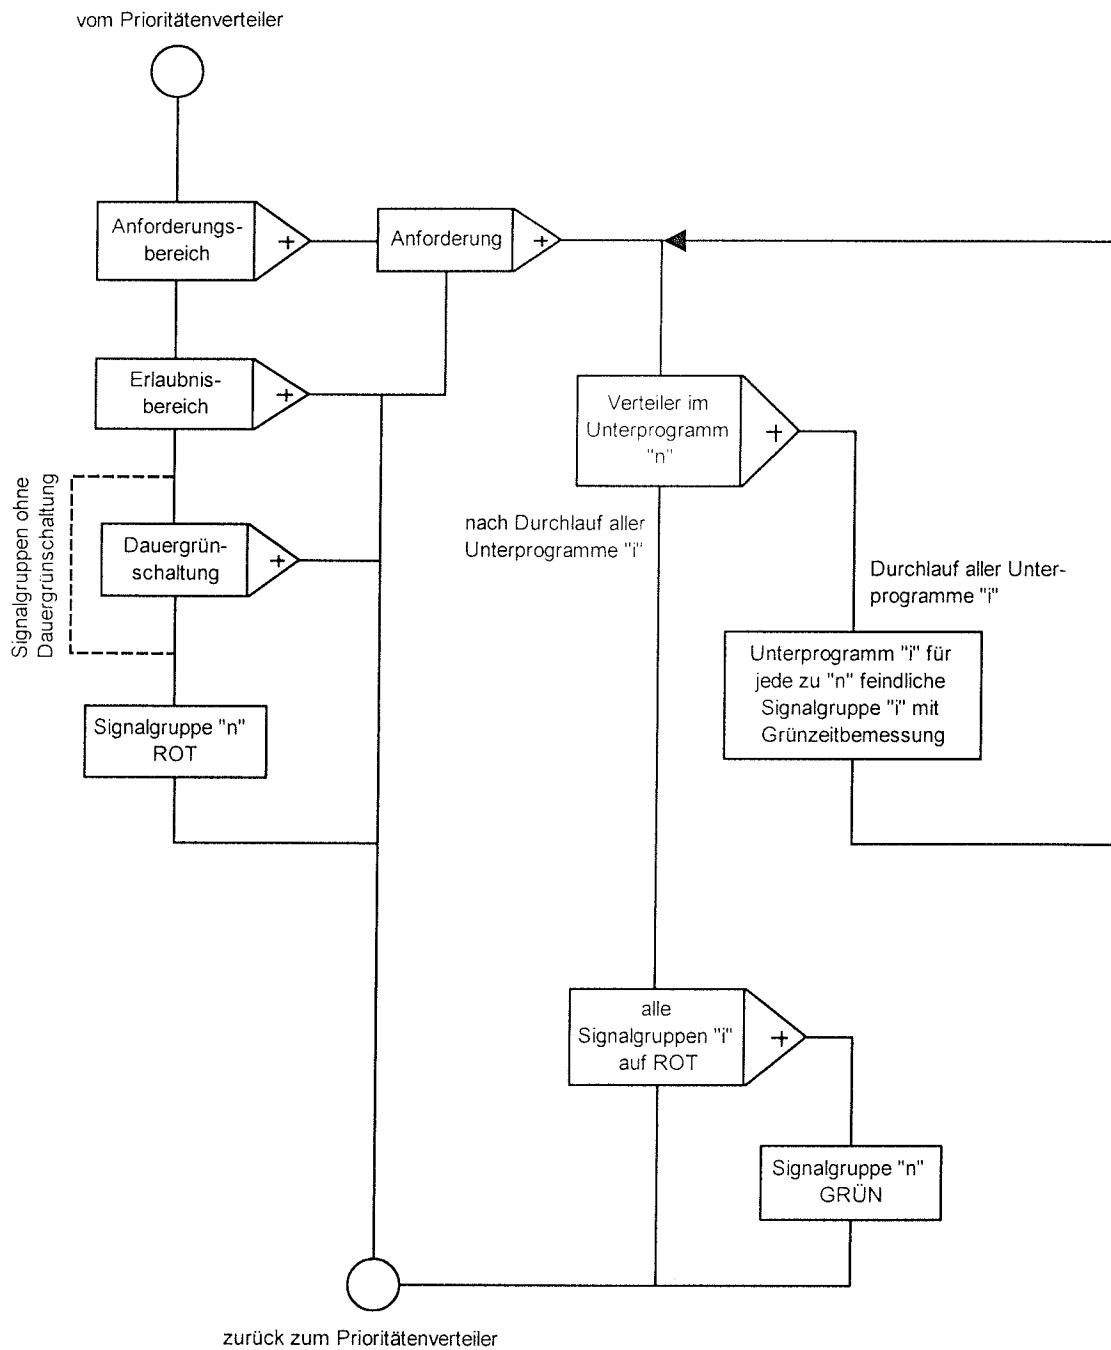 vom Prioritätenverteiler
Anforderungs-
bereich
+
Anforderung
+
Erlaubnis-
bereich
+
Verteiler im
Unterprogramm
"n"
+
Signalgruppen ohne
Dauergrünschaltung
Dauergrün-
schaltung
+
nach Durchlauf aller
Unterprogramme "i"
Durchlauf aller Unter-
programme "i"
Signalgruppe "n"
ROT
Unterprogramm "i" für
jede zu "n" feindliche
Signalgruppe "i" mit
Grünzeitbemessung
alle
Signalgruppen "i"
auf ROT
+
Signalgruppe "n"
GRÜN
zurück zum Prioritätenverteiler